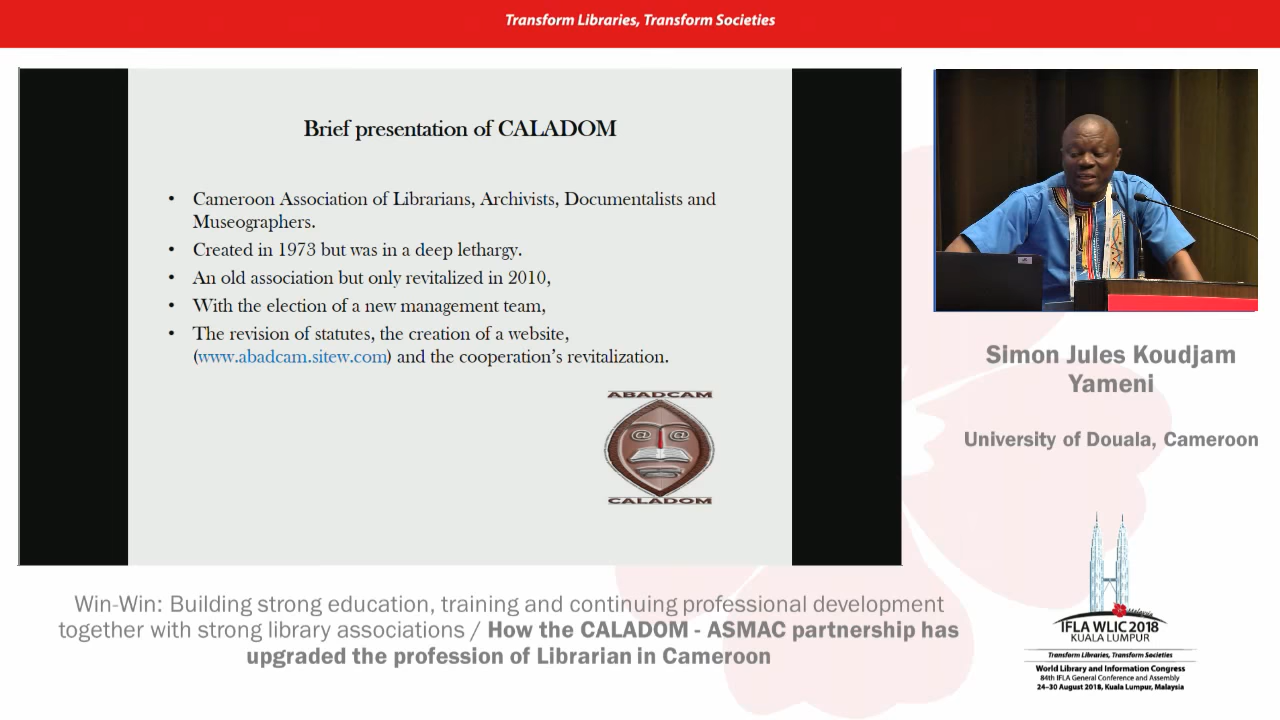 Transform Libraries, Transform Societies
Brief presentation of CALADOM
• Cameroon Association of Librarians, Archivists, Documentalists and
Museographers.
• Created in 1973 but was in a deep lethargy.
• An old association but only revitalized in 2010,
• With the election of a new management team,
• The revision of statutes, the creation of a website,
(www.abadcam.sitew.com) and the cooperation’s revitalization.
ABADCAM
CALADOM
Simon Jules Koudjam
Yameni
University of Douala, Cameroon
Win-Win: Building strong education, training and continuing professional development
together with strong library associations / How the CALADOM - ASMAC partnership has
upgraded the profession of Librarian in Cameroon
Malaysia
IFLA WLIC 2018
KUALA LUMPUR
Transform Libraries, Transform Societies
World Library and Information Congress
84th IFLA General Conference and Assembly
24–30 August 2018, Kuala Lumpur, Malaysia